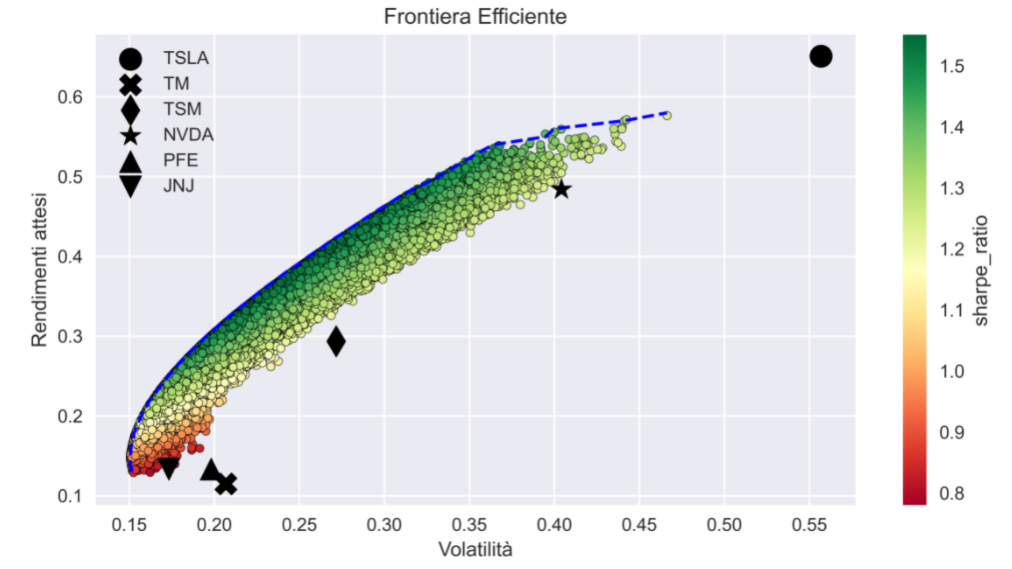 Frontiera Efficiente
TSLA
TM
TSM
NVDA
PFE
JNJ
Rendimenti attesi
0.6
0.5
0.4
0.3
0.2
0.1
0.15 0.20 0.25 0.30 0.35 0.40 0.45 0.50 0.55
Volatilità
1.5
1.4
1.3
1.2
1.1
1.0
0.9
0.8
sharpe_ratio